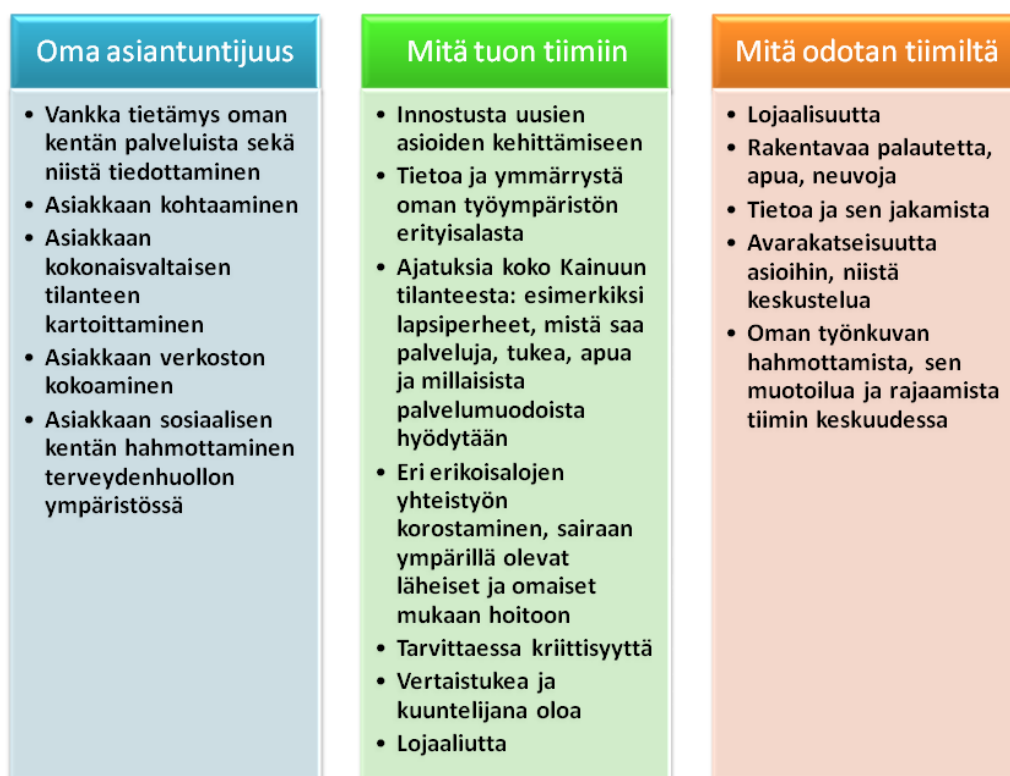 Oma asiantuntijuus
• Vankka tietämys oman
kentän palveluista sekä
niistä tiedottaminen
• Asiakkaan kohtaaminen
• Asiakkaan
kokonaisvaltaisen
tilanteen
kartoittaminen
• Asiakkaan verkoston
kokoaminen
• Asiakkaan sosiaalisen
kentän hahmottaminen
terveydenhuollon
ympäristössä
Mitä tuon tiimiin
• Innostusta uusien
asioiden kehittämiseen
• Tietoa ja ymmärrystä
oman työympäristön
erityisalasta
• Ajatuksia koko Kainuun
tilanteesta: esimerkiksi
lapsiperheet, mistä saa
palveluja, tukea, apua
ja millaisista
palvelumuodoista
hyödytään
• Eri erikoisalojen
yhteistyön
korostaminen, sairaan
ympärillä olevat
läheiset ja omaiset
mukaan hoitoon
• Tarvittaessa kriittisyyttä
• Vertaistukea ja
kuuntelijana oloa
• Lojaaliutta
Mitä odotan tiimiltä
• Lojaalisuutta
• Rakentavaa palautetta,
apua, neuvoja
• Tietoa ja sen jakamista
• Avarakatseisuutta
asioihin, niistä
keskustelua
• Oman työnkuvan
hahmottamista, sen
muotoilua ja rajaamista
tiimin keskuudessa